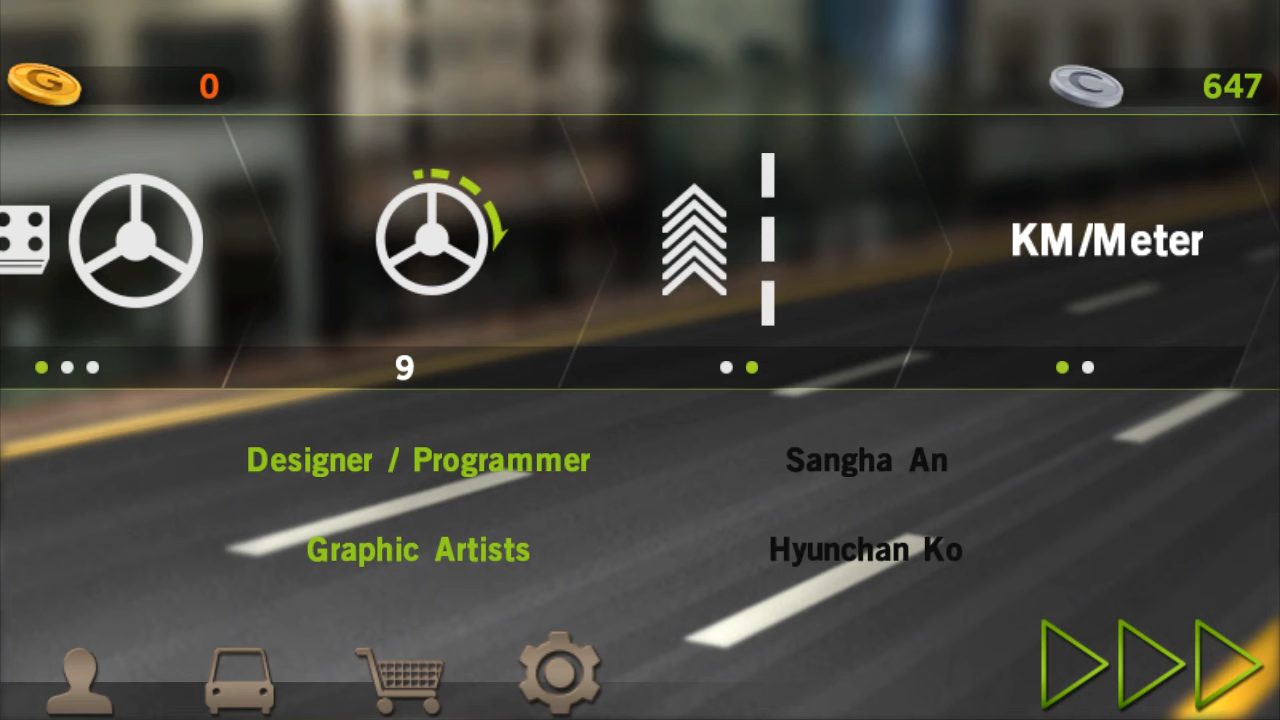 G 0 C 647
KM/Meter
9
Designer / Programmer Sangha An
Graphic Artists Hyunchan Ko